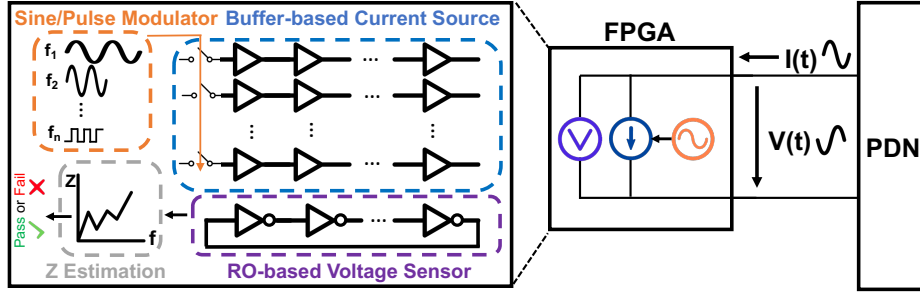 Sine/Pulse Modulator
Buffer-based Current Source
f1
f2
⋮
fn
...
...
⋮
⋮
⋮
...
Z
f
Z Estimation
Pass or Fail
...
RO-based Voltage Sensor
FPGA
V
I(t)
V(t)
PDN